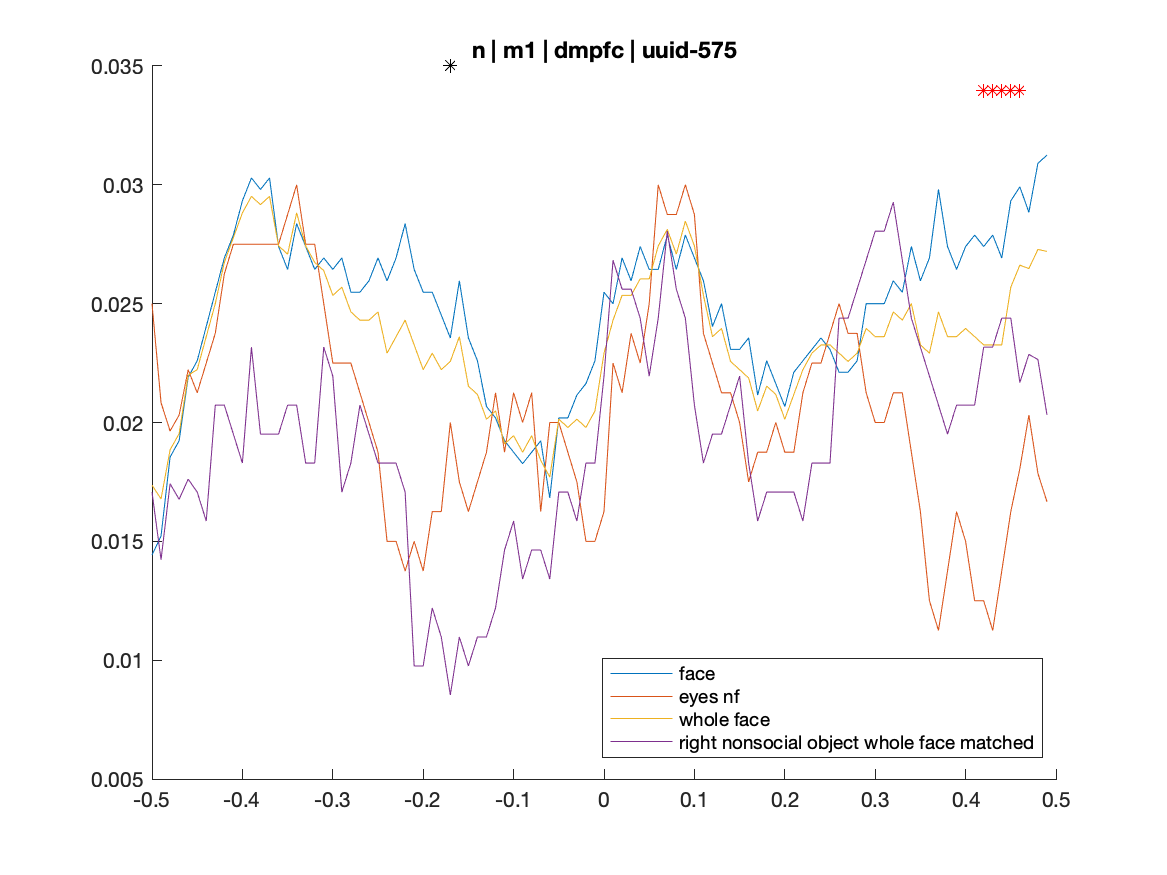 n | m1 | dmpfc | uuid-575
0.035
0.03
0.025
0.02
0.015
0.01
0.005
-0.5 -0.4 -0.3 -0.2 -0.1 0 0.1 0.2 0.3 0.4 0.5
face
eyes nf
whole face
right nonsocial object whole face matched